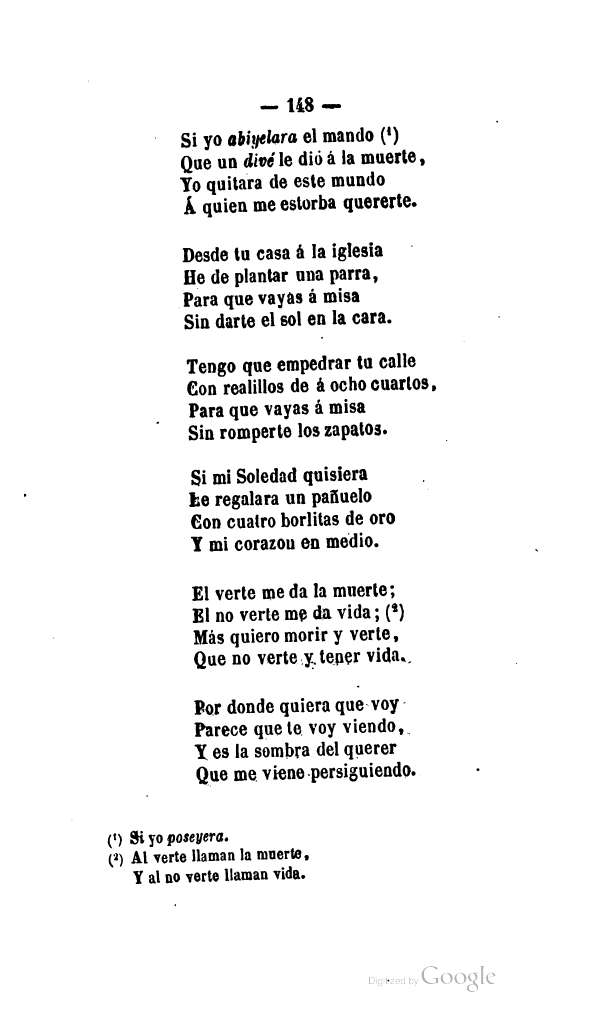 — 148 —
Si yo abiyelara el mando (¹)
Que un divé le dió á la muerte,
Yo quitara de este mundo
Á quien me estorba quererte.
Desde tu casa á la iglesia
He de plantar una parra,
Para que vayas á misa
Sin darte el sol en la cara.
Tengo que empedrar tu calle
Con realillos de á ocho cuartos,
Para que vayas á misa
Sin romperte los zapatos.
Si mi Soledad quisiera
Le regalara un pañuelo
Con cuatro borlitas de oro
Y mi corazou en medio.
El verte me da la muerte;
El no verte me da vida; (²)
Más quiero morir y verte,
Que no verte y tener vida.
Por donde quiera que voy
Parece que te voy viendo,
Y es la sombra del querer
Que me viene persiguiendo.
(¹) Si yo poseyera.
(²) Al verte llaman la muerte,
Y al no verte llaman vida.
Digitized by Google